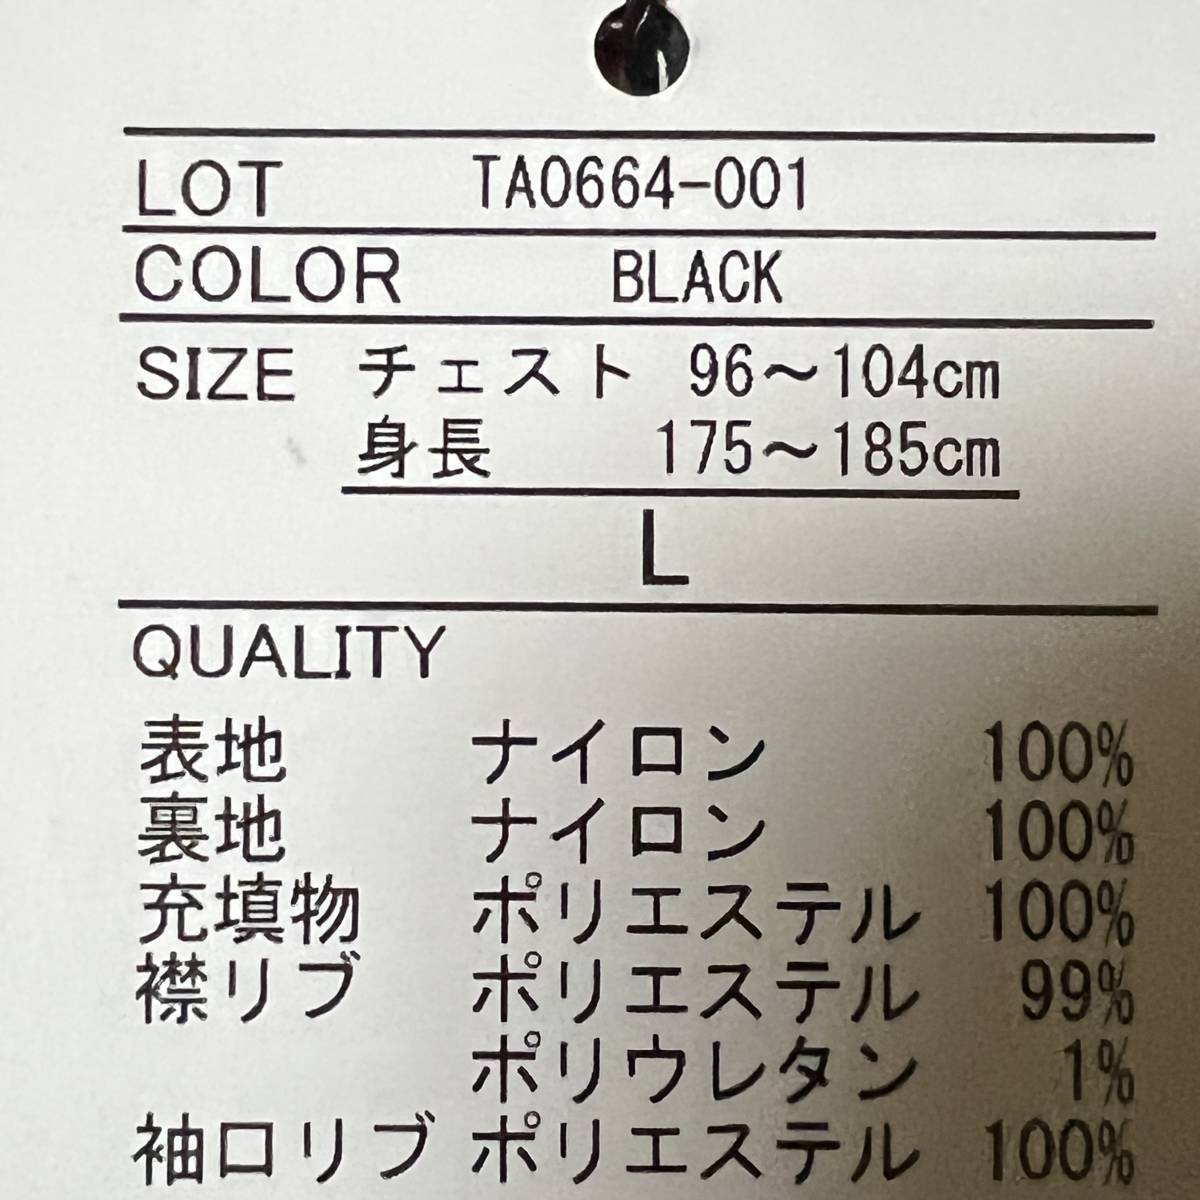 LOT TA0664-001
COLOR BLACK
SIZE チェスト 96～104cm
身長 175～185cm
L
QUALITY
表地 ナイロン 100%
裏地 ナイロン 100%
充填物 ポリエステル 100%
襟リブ ポリエステル 99%
ポリウレタン 1%
袖口リブ ポリエステル 100%